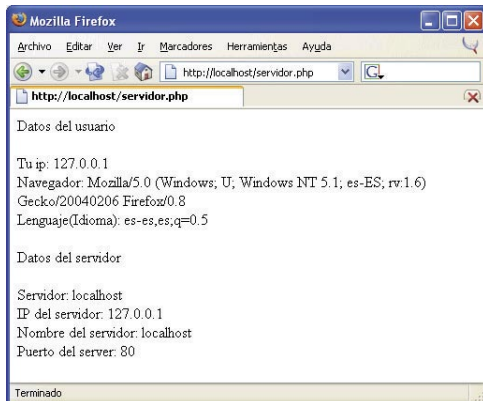 Mozilla Firefox
Archivo Editar Ver Ir Marcadores Herramientas Ayuda
http://localhost/servidor.php G
http://localhost/servidor.php
Datos del usuario
Tu ip: 127.0.0.1
Navegador: Mozilla/5.0 (Windows; U; Windows NT 5.1; es-ES; rv:1.6)
Gecko/20040206 Firefox/0.8
Lenguaje(Idioma): es-es,es;q=0.5
Datos del servidor
Servidor: localhost
IP del servidor: 127.0.0.1
Nombre del servidor: localhost
Puerto del server: 80
Terminado